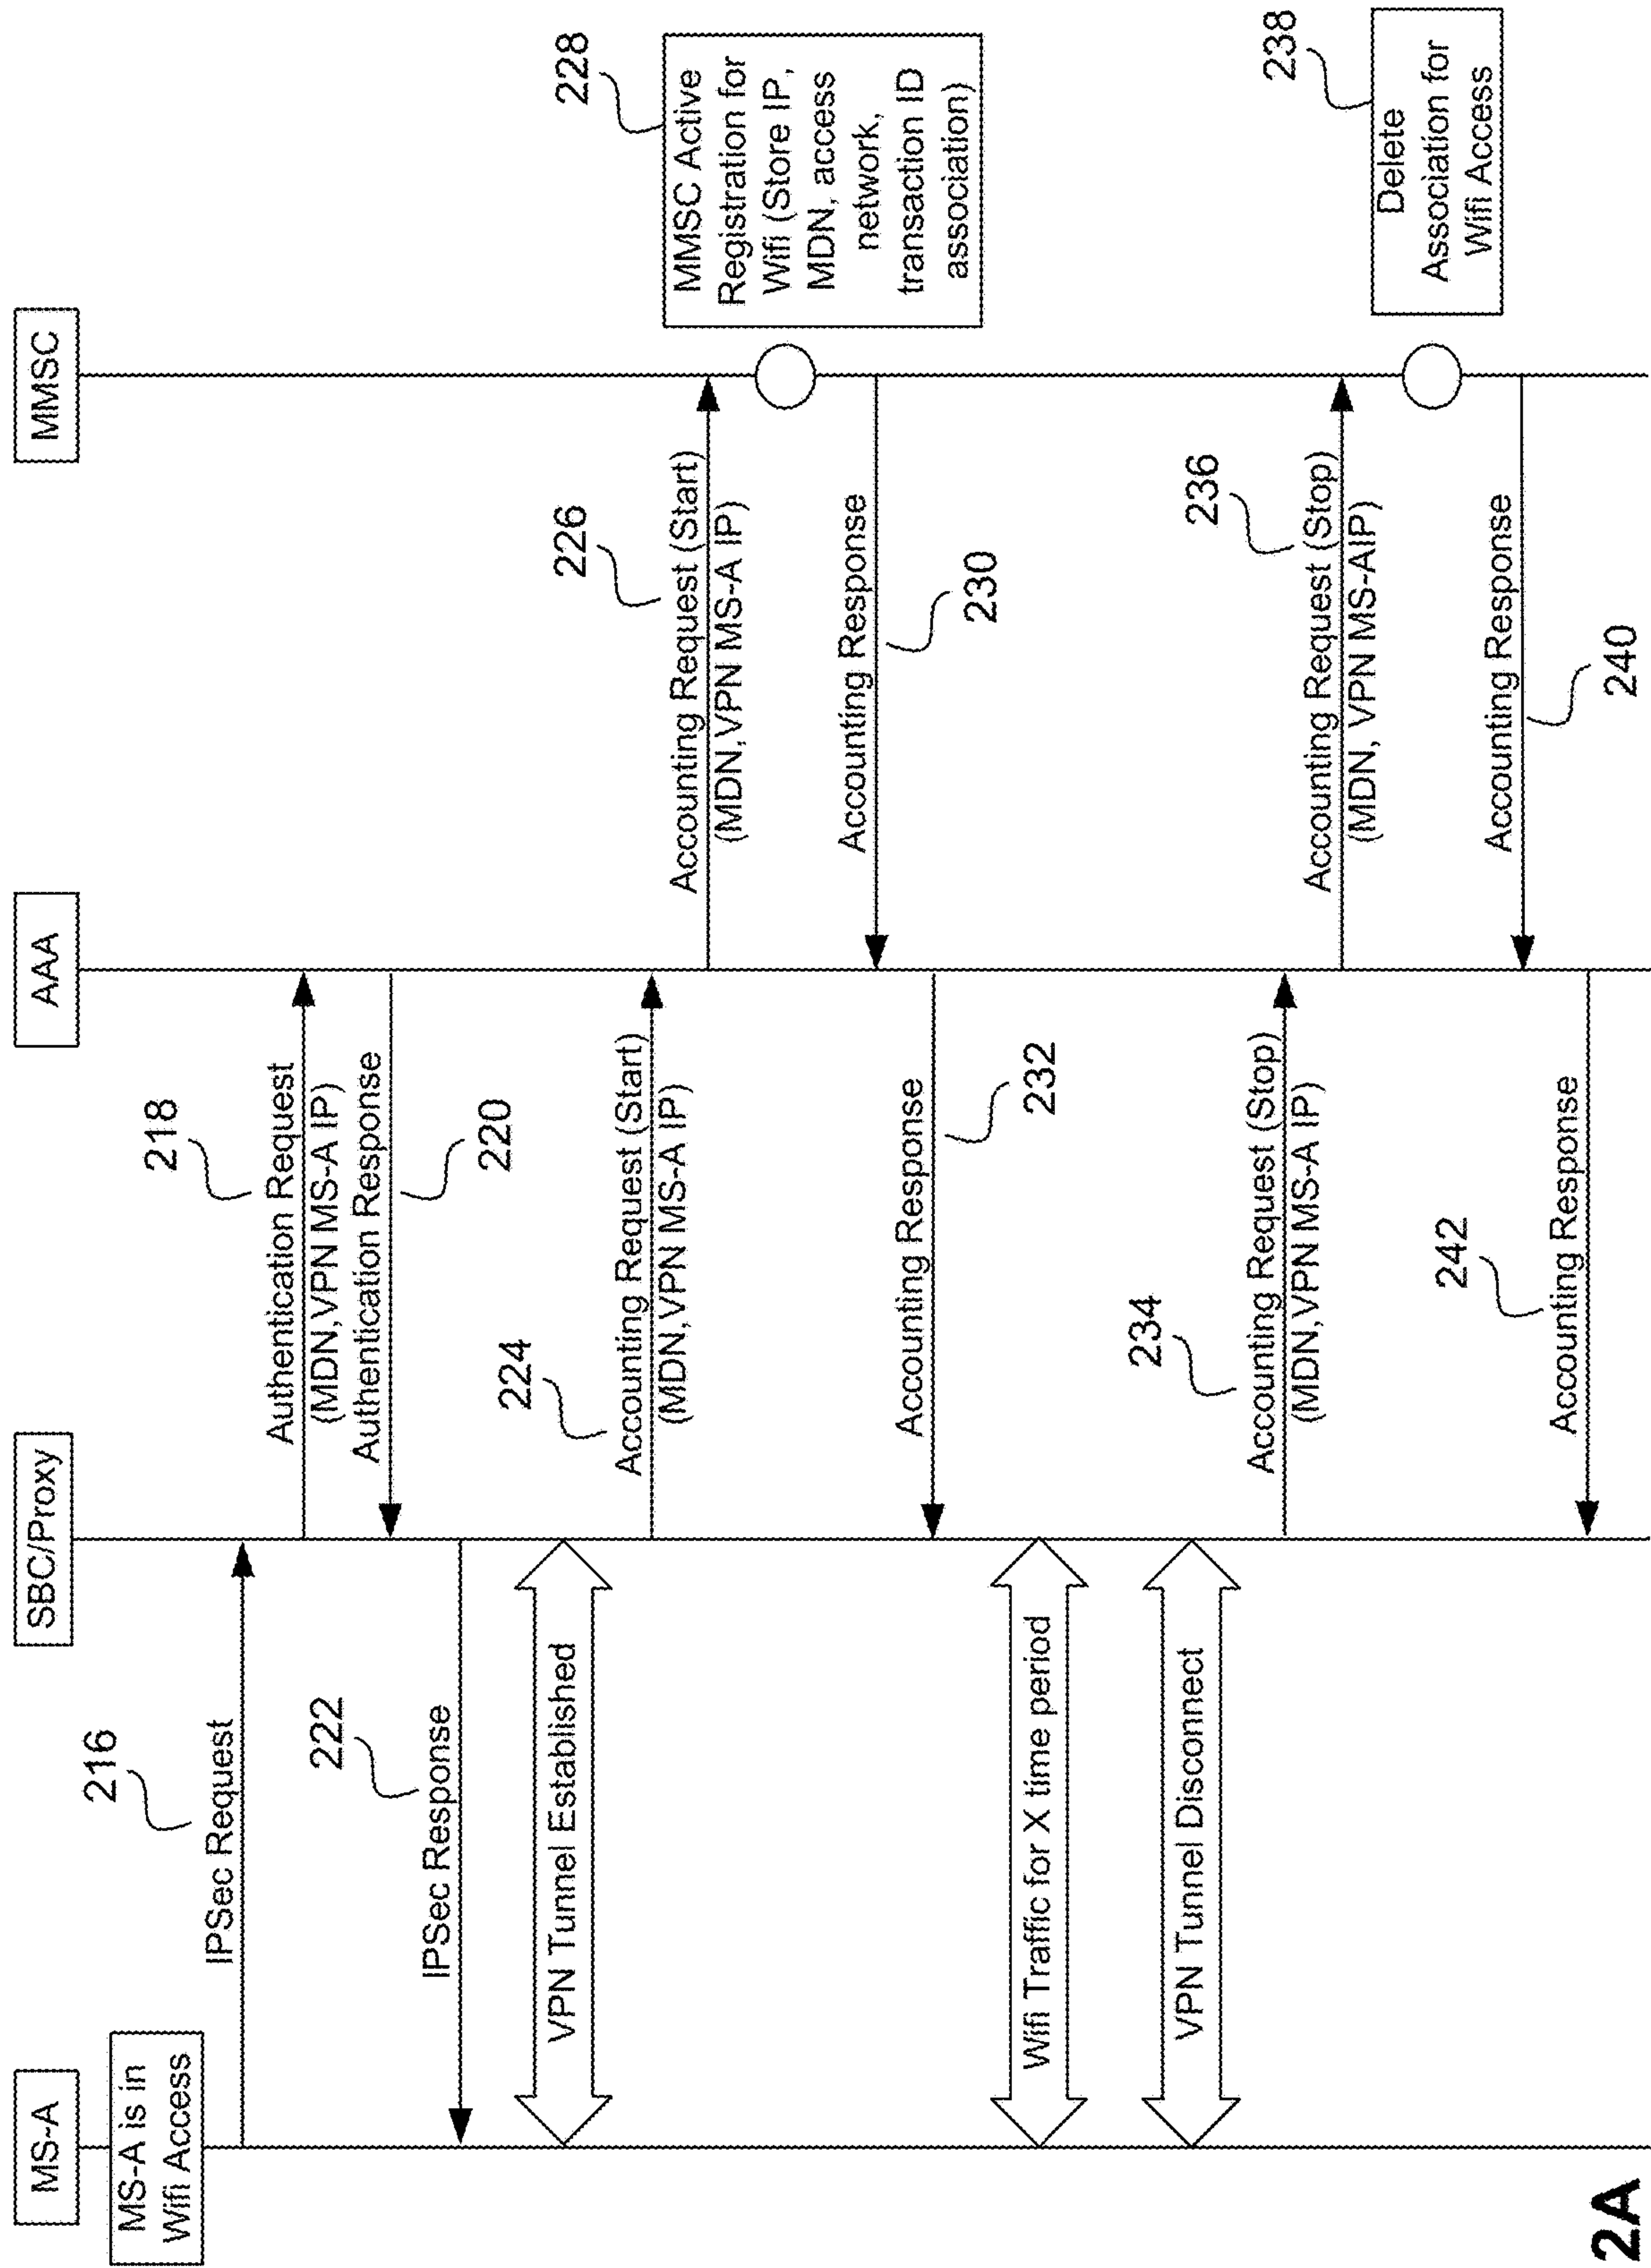 MS-A
SBC/Proxy
AAA
MMSC
MS-A is in
Wifi Access
216
IPSec Request
218
Authentication Request
(MDN,VPN MS-A IP)
Authentication Response
220
222
IPSec Response
VPN Tunnel Established
224
Accounting Request (Start)
(MDN,VPN MS-A IP)
226
Accounting Request (Start)
(MDN,VPN MS-A IP)
228
MMSC Active
Registration for
Wifi (Store IP,
MDN, access
network,
transaction ID
association)
Accounting Response
230
Accounting Response
232
Wifi Traffic for X time period
VPN Tunnel Disconnect
234
Accounting Request (Stop)
(MDN,VPN MS-A IP)
236
Accounting Request (Stop)
(MDN, VPN MS-AIP)
238
Delete
Association for
Wifi Access
Accounting Response
240
242
Accounting Response
2A